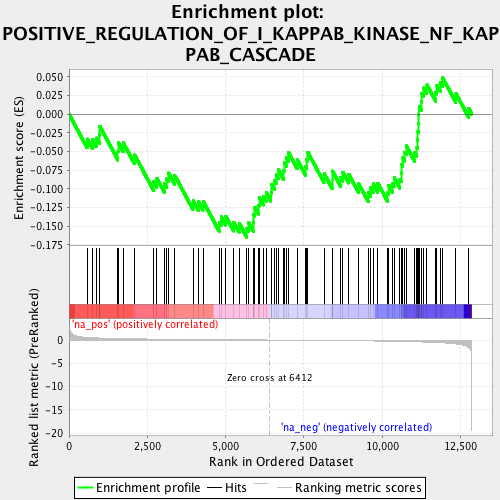 Enrichment plot:
POSITIVE_REGULATION_OF_I_KAPPAB_KINASE_NF_KAP
PAB_CASCADE
Enrichment score (ES)
0.050
0.025
0.000
-0.025
-0.050
-0.075
-0.100
-0.125
-0.150
-0.175
'na_pos' (positively correlated)
Ranked list metric (PreRanked)
0
-5
-10
-15
-20
Zero cross at 6412
'na_neg' (negatively correlated)
0
2,500
5,000
7,500
10,000
12,500
Rank in Ordered Dataset
Enrichment profile
Hits
Ranking metric scores